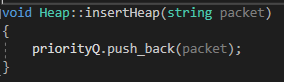 void Heap::insertHeap(string packet)
{
    priorityQ.push_back(packet);
}